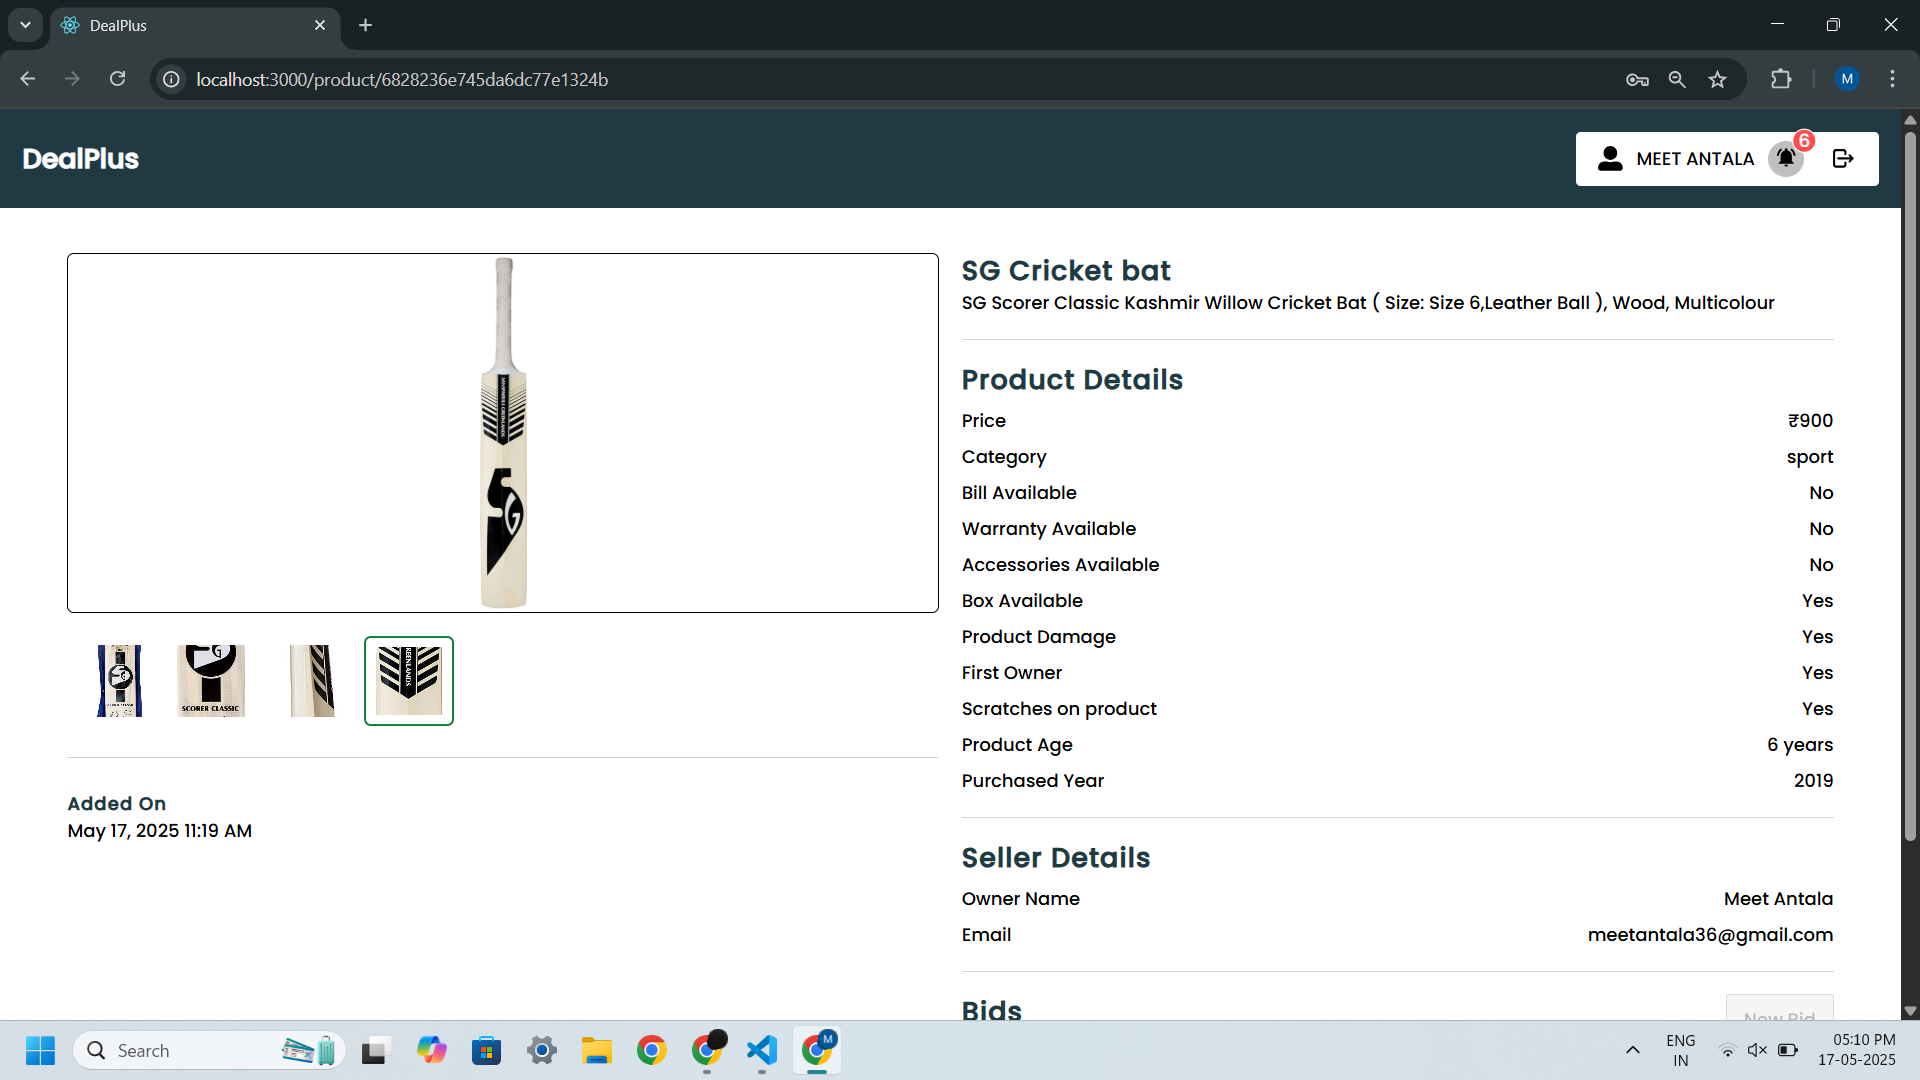 DealPlus
localhost:3000/product/6828236e745da6dc77e1324b
M
DealPlus
MEET ANTALA
6
SG
SCORER CLASSIC
REENLANDS
Added On
May 17, 2025 11:19 AM
SG Cricket bat
SG Scorer Classic Kashmir Willow Cricket Bat ( Size: Size 6,Leather Ball ), Wood, Multicolour
Product Details
Price ₹900
Category sport
Bill Available No
Warranty Available No
Accessories Available No
Box Available Yes
Product Damage Yes
First Owner Yes
Scratches on product Yes
Product Age 6 years
Purchased Year 2019
Seller Details
Owner Name Meet Antala
Email meetantala36@gmail.com
Bids New Bid
Search
M
ENG
IN
05:10 PM
17-05-2025